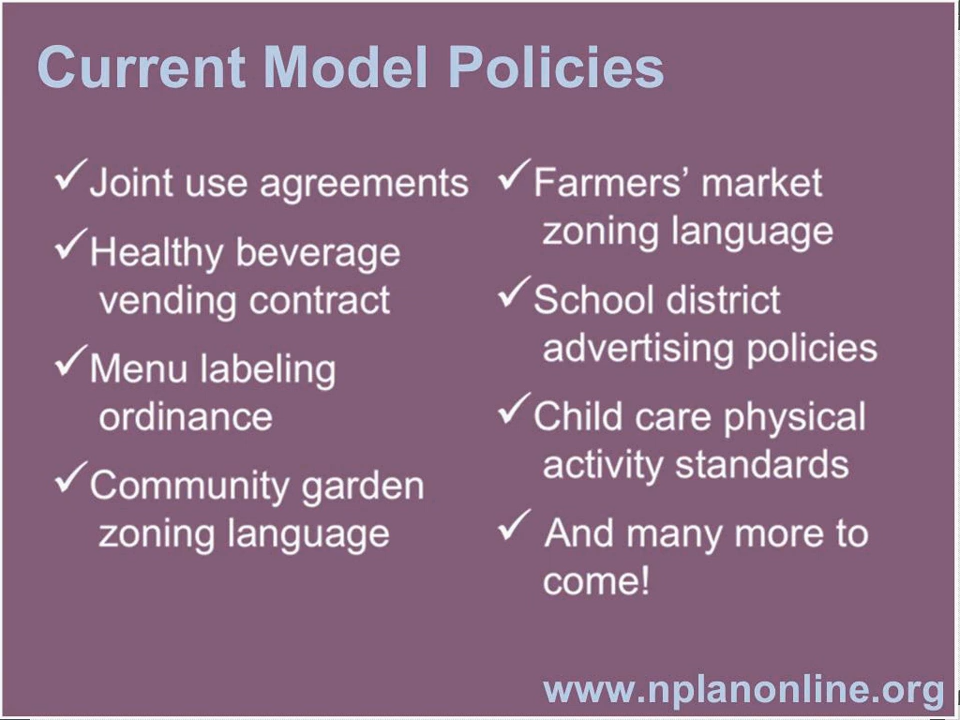 Current Model Policies
✓Joint use agreements
✓Healthy beverage
vending contract
✓Menu labeling
ordinance
✓Community garden
zoning language
✓Farmers’ market
zoning language
✓School district
advertising policies
✓Child care physical
activity standards
✓ And many more to
come!
www.nplanonline.org